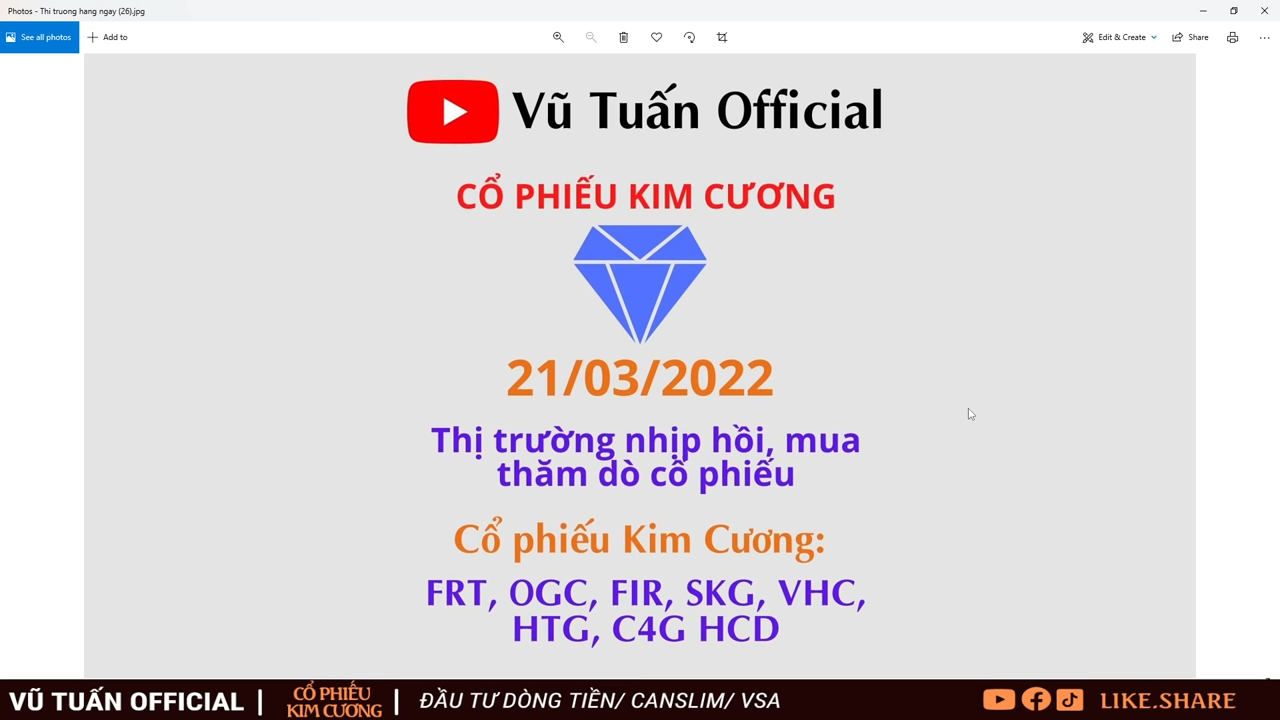 Photos - Thi truong hang ngay (26).jpg
See all photos
Add to
Edit & Create
Share
Vũ Tuấn Official
CỔ PHIẾU KIM CƯƠNG
21/03/2022
Thị trường nhịp hồi, mua
thăm dò cổ phiếu
Cổ phiếu Kim Cương:
FRT, OGC, FIR, SKG, VHC,
HTG, C4G HCD
VŨ TUẤN OFFICIAL |
CỔ PHIẾU
KIM CƯƠNG
| ĐẦU TƯ DÒNG TIỀN/ CANSLIM/ VSA
LIKE.SHARE